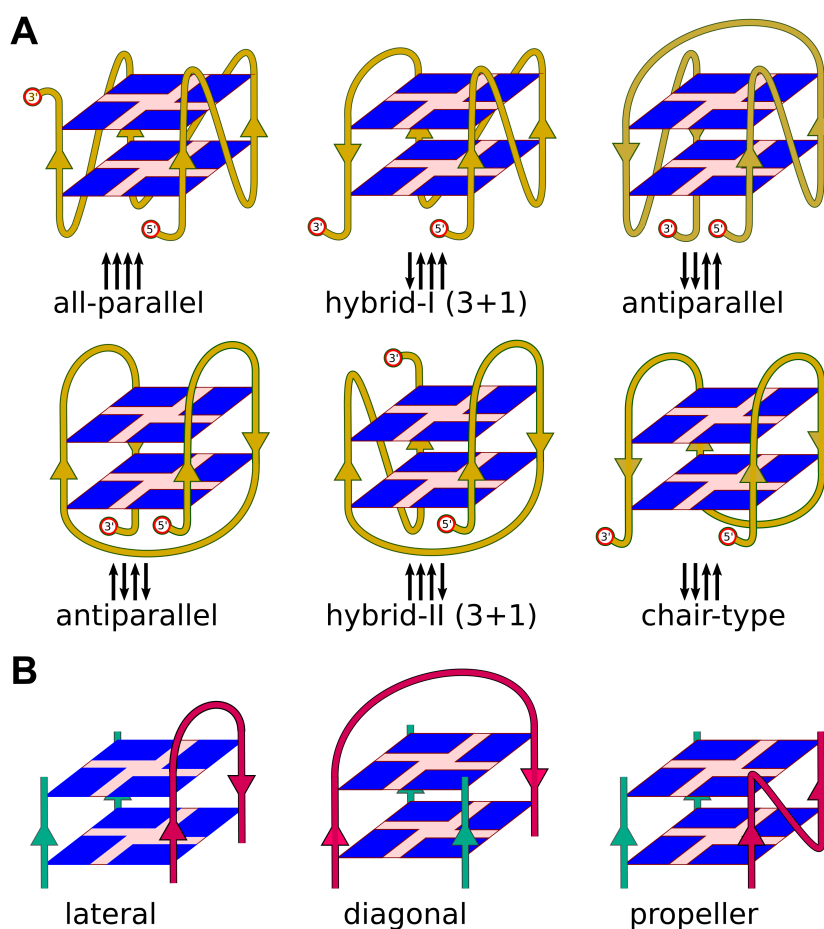 A
3' 5' 3' 5' 3' 5'
all-parallel hybrid-I (3+1) antiparallel
3' 5' 3' 5' 3' 5'
antiparallel hybrid-II (3+1) chair-type
B
lateral diagonal propeller